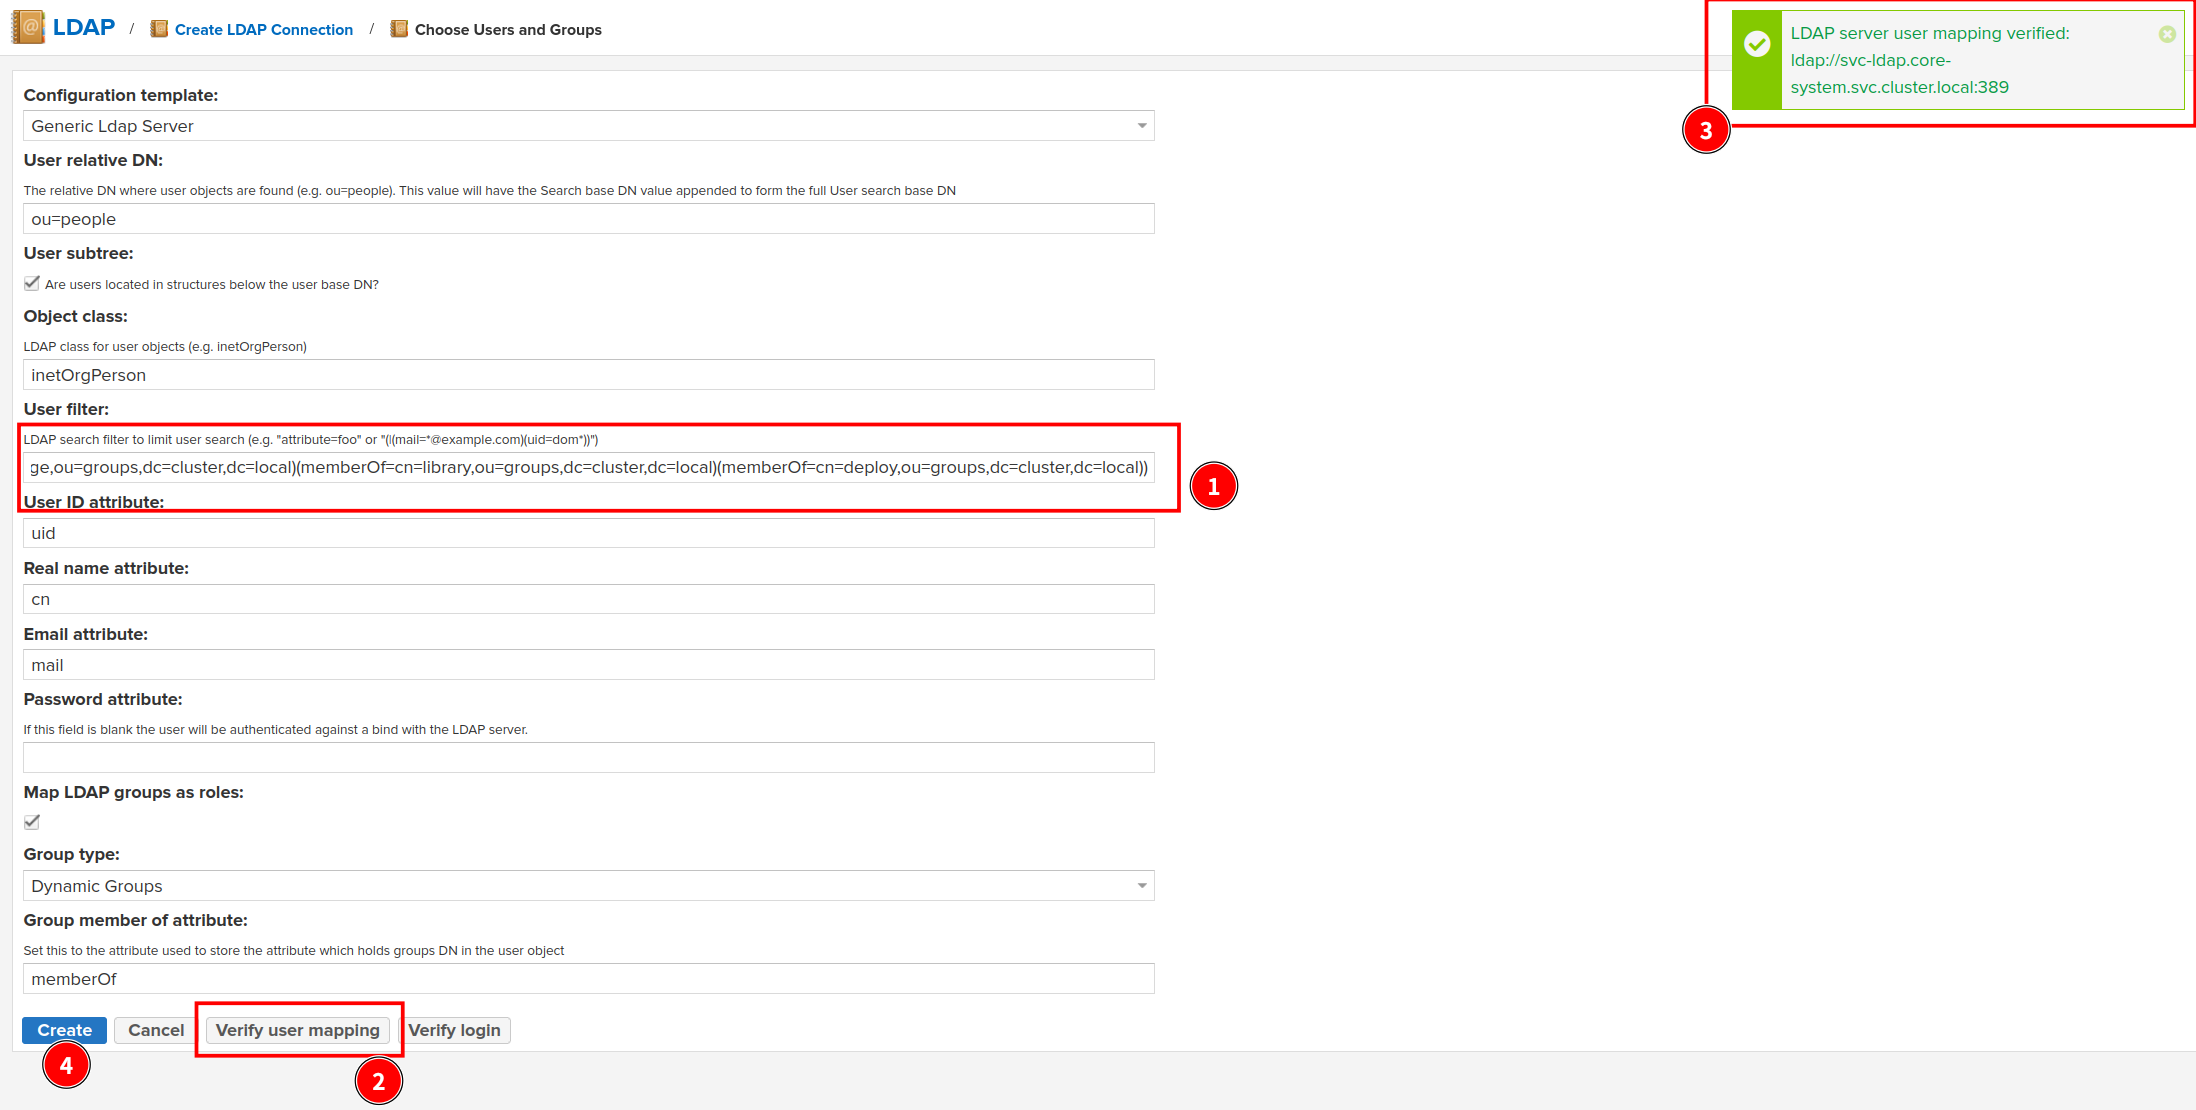 LDAP / Create LDAP Connection / Choose Users and Groups
LDAP server user mapping verified:
ldap://svc-ldap.core-
system.svc.cluster.local:389
3
Configuration template:
Generic Ldap Server
User relative DN:
The relative DN where user objects are found (e.g. ou=people). This value will have the Search base DN value appended to form the full User search base DN
ou=people
User subtree:
Are users located in structures below the user base DN?
Object class:
LDAP class for user objects (e.g. inetOrgPerson)
inetOrgPerson
User filter:
LDAP search filter to limit user search (e.g. "attribute=foo" or "(|(mail=*@example.com)(uid=dom*))")
ge,ou=groups,dc=cluster,dc=local)(memberOf=cn=library,ou=groups,dc=cluster,dc=local)(memberOf=cn=deploy,ou=groups,dc=cluster,dc=local))
1
User ID attribute:
uid
Real name attribute:
cn
Email attribute:
mail
Password attribute:
If this field is blank the user will be authenticated against a bind with the LDAP server.
Map LDAP groups as roles:
Group type:
Dynamic Groups
Group member of attribute:
Set this to the attribute used to store the attribute which holds groups DN in the user object
memberOf
Create Cancel Verify user mapping Verify login
4
2